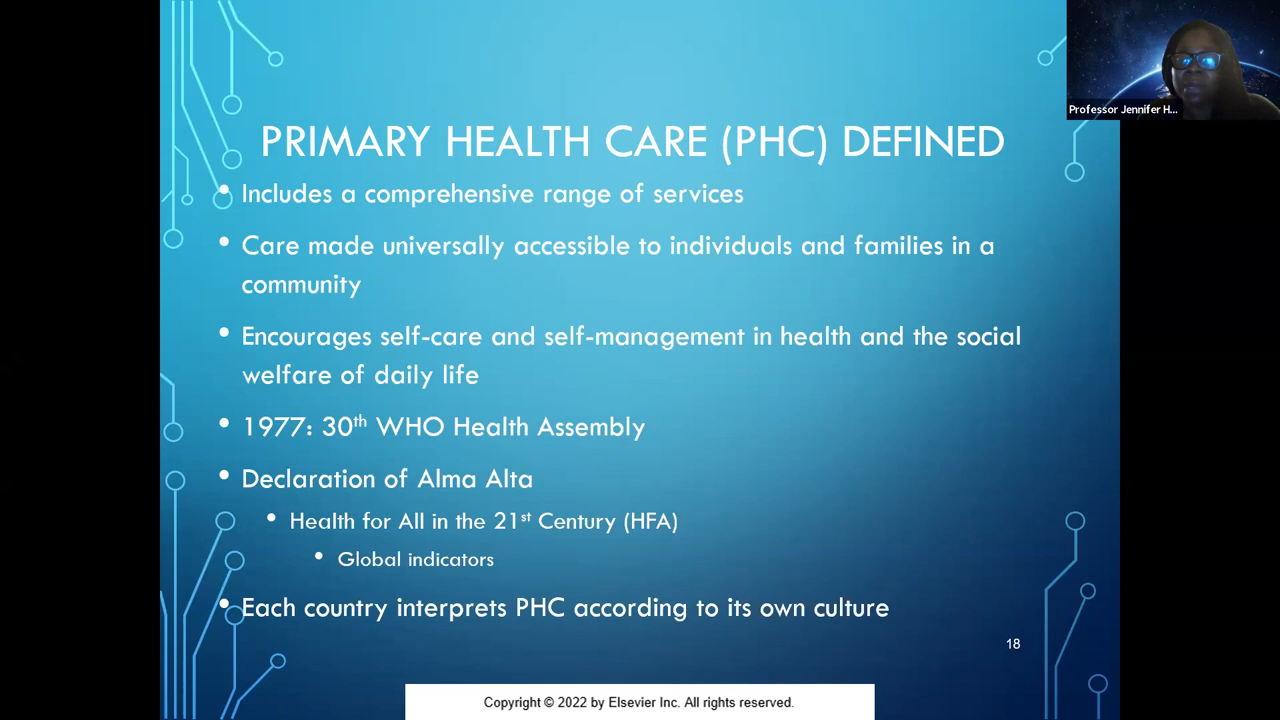 Professor Jennifer H...
PRIMARY HEALTH CARE (PHC) DEFINED
• Includes a comprehensive range of services
• Care made universally accessible to individuals and families in a
community
• Encourages self-care and self-management in health and the social
welfare of daily life
• 1977: 30th WHO Health Assembly
• Declaration of Alma Alta
• Health for All in the 21st Century (HFA)
• Global indicators
• Each country interprets PHC according to its own culture
18
Copyright © 2022 by Elsevier Inc. All rights reserved.